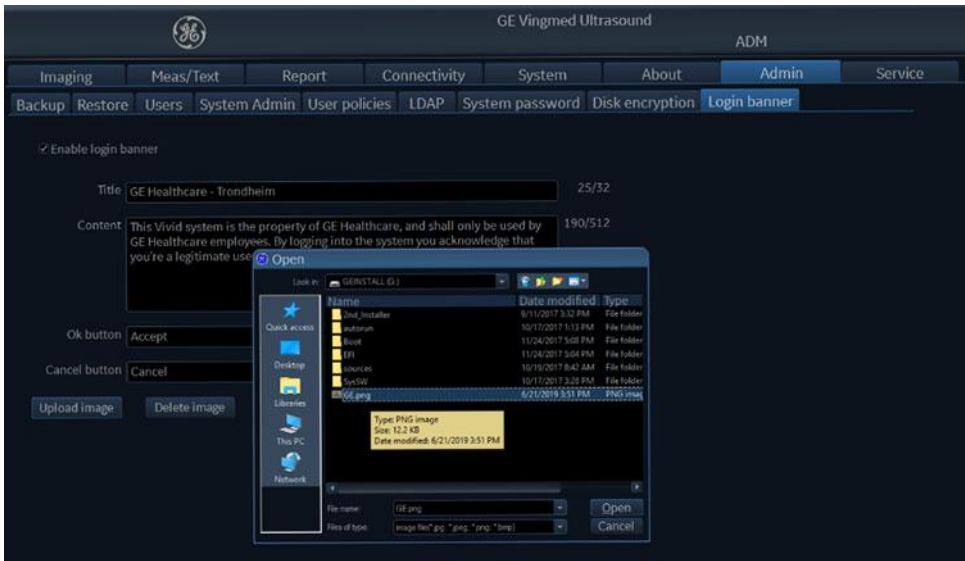 GE Vingmed Ultrasound
ADM
Imaging Meas/Text Report Connectivity System About Admin Service
Backup Restore Users System Admin User policies LDAP System password Disk encryption Login banner
Enable login banner
Title GE Healthcare - Trondheim 25/32
Content This Vivid system is the property of GE Healthcare, and shall only be used by 190/512
GE Healthcare employees. By logging into the system you acknowledge that
you're a legitimate use
Ok button Accept
Cancel button Cancel
Upload image Delete image
Open
Look in: GEINSTALL (G:)
Quick access
Desktop
Libraries
This PC
Network
Name Date modified Type
2nd_Installer 9/11/2017 3:32 PM File folder
autorun 10/17/2017 1:13 PM File folder
Boot 11/24/2017 5:03 PM File folder
EFI 11/24/2017 5:04 PM File folder
sources 10/19/2017 8:42 AM File folder
SysSW 10/17/2017 3:28 PM File folder
GE.png 6/21/2019 3:51 PM PNG imag
Type: PNG image
Size: 12.2 KB
Date modified: 6/21/2019 3:51 PM
File name: GE.png Open
Files of type: image files(*.jpg; *.jpeg; *.png; *.bmp) Cancel